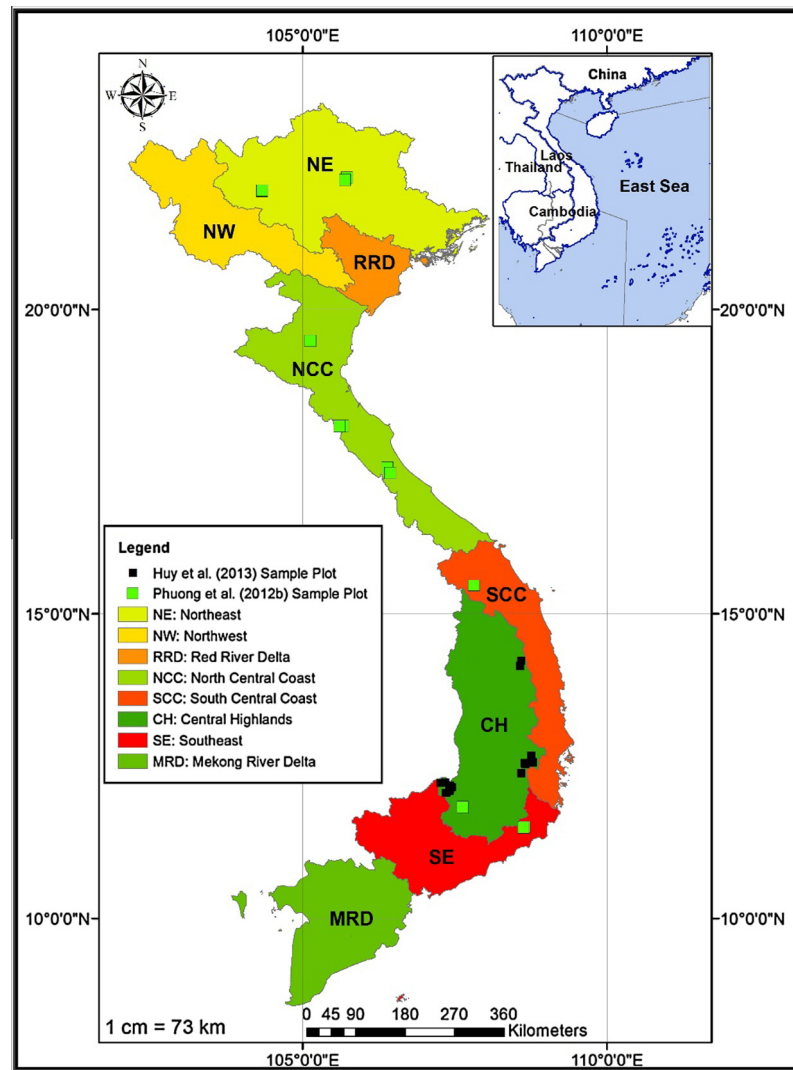 105°0'0"E 110°0'0"E
N
W E
S
China
Laos
Thailand
East Sea
Cambodia
NE
NW
RRD
20°0'0"N 20°0'0"N
NCC
Legend
Huy et al. (2013) Sample Plot
Phuong et al. (2012b) Sample Plot
NE: Northeast
NW: Northwest
RRD: Red River Delta
NCC: North Central Coast
SCC: South Central Coast
CH: Central Highlands
SE: Southeast
MRD: Mekong River Delta
SCC
15°0'0"N
CH
SE
10°0'0"N 10°0'0"N
MRD
1 cm = 73 km
0 45 90 180 270 360
Kilometers
105°0'0"E 110°0'0"E